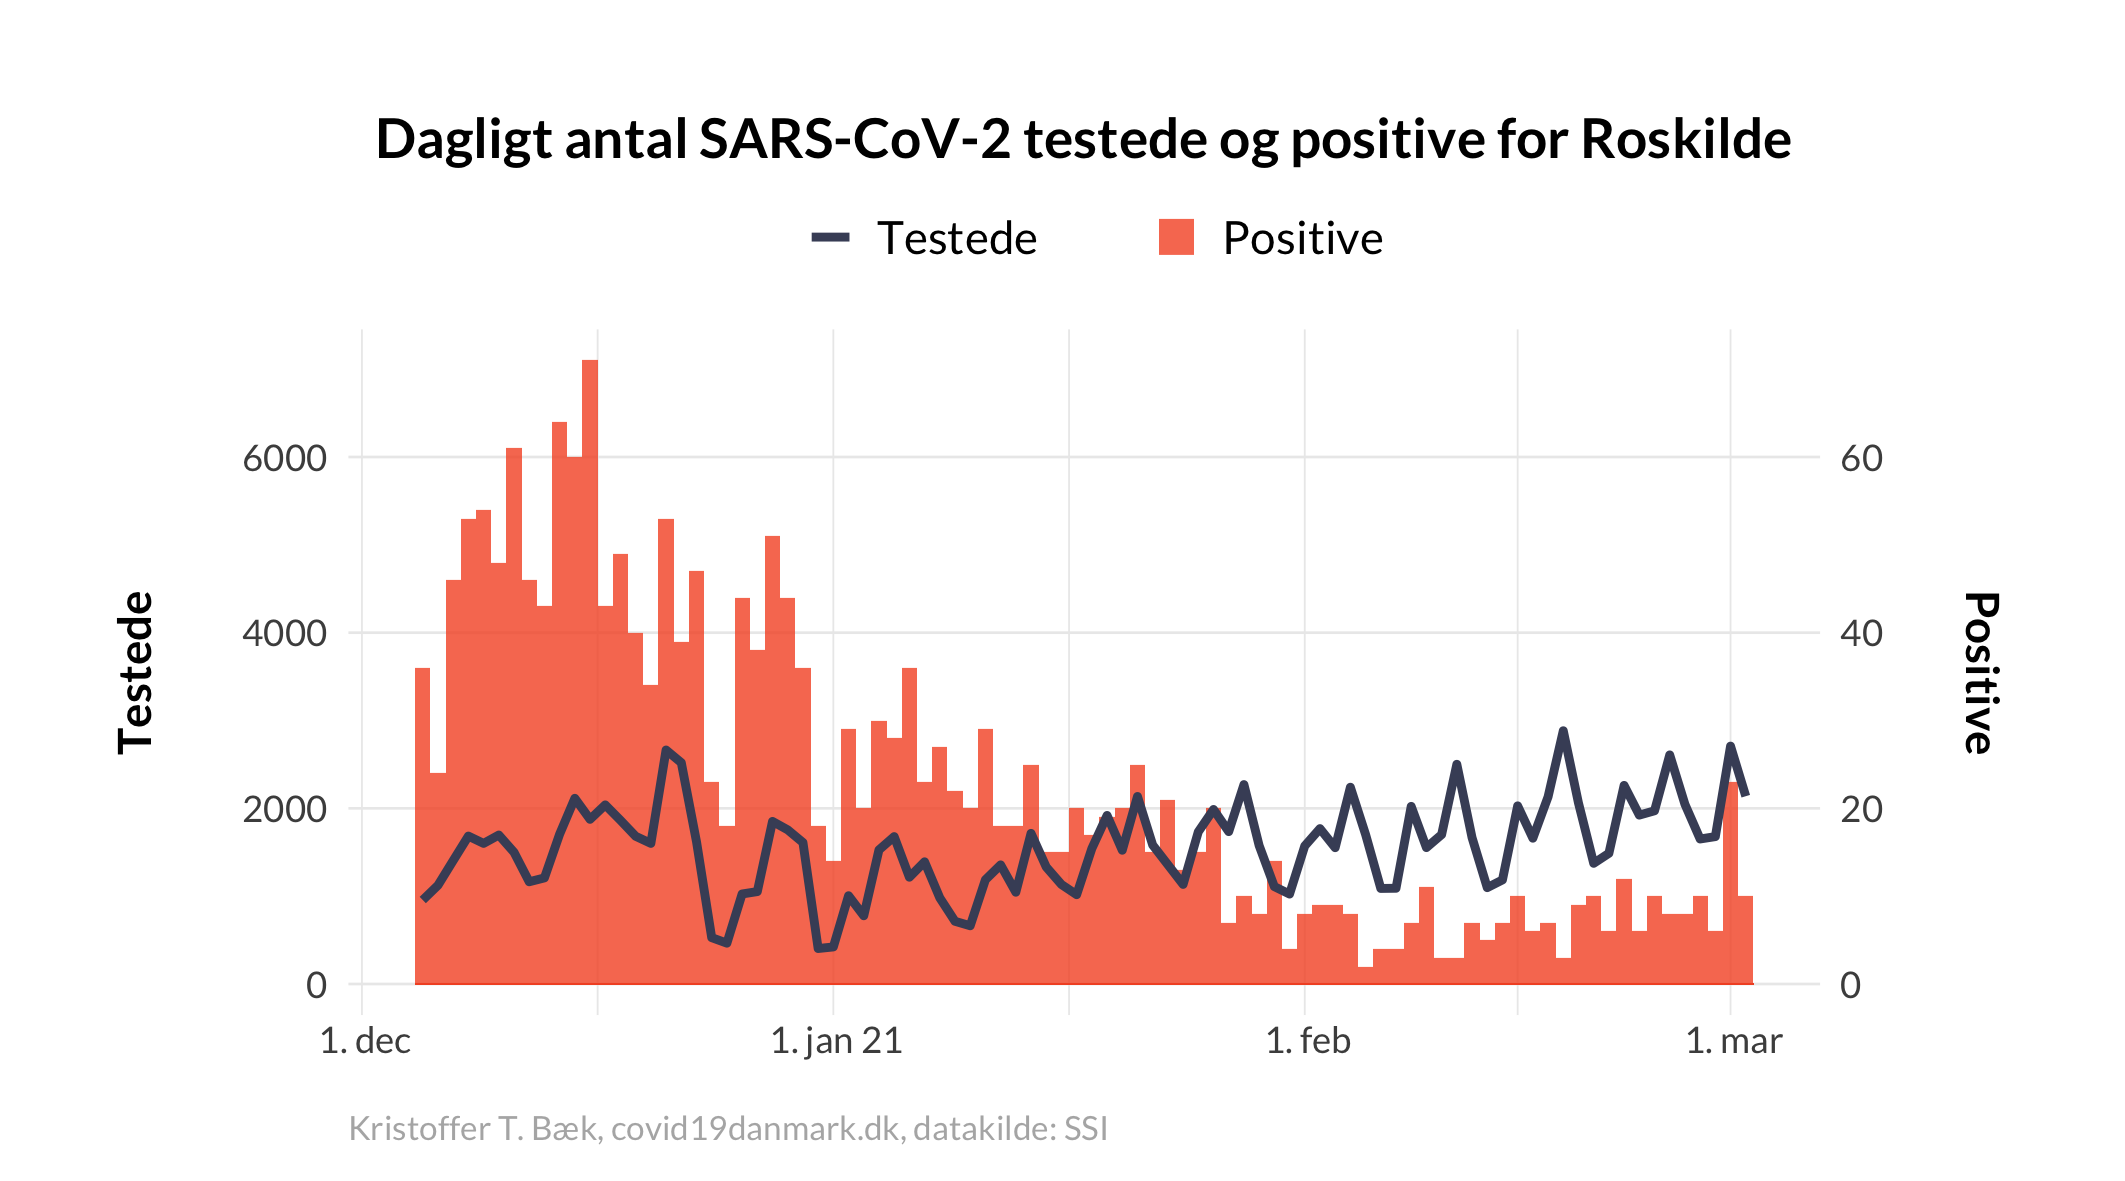 Dagligt antal SARS-CoV-2 testede og positive for Roskilde
Testede
Positive
6000
4000
2000
0
Testede
60
40
20
0
Positive
1. dec
1. jan 21
1. feb
1. mar
Kristoffer T. Bæk, covid19danmark.dk, datakilde: SSI